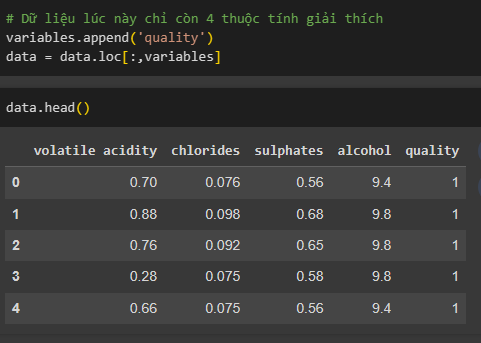 # Dữ liệu lúc này chỉ còn 4 thuộc tính giải thích
variables.append('quality')
data = data.loc[:,variables]
data.head()
volatile acidity chlorides sulphates alcohol quality
0 0.70 0.076 0.56 9.4 1
1 0.88 0.098 0.68 9.8 1
2 0.76 0.092 0.65 9.8 1
3 0.28 0.075 0.58 9.8 1
4 0.66 0.075 0.56 9.4 1